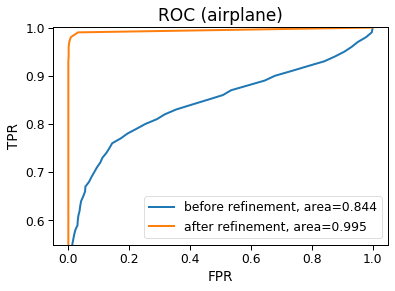 ROC (airplane)
1.0
0.9
0.8
0.7
0.6
TPR
before refinement, area=0.844
after refinement, area=0.995
0.0 0.2 0.4 0.6 0.8 1.0
FPR